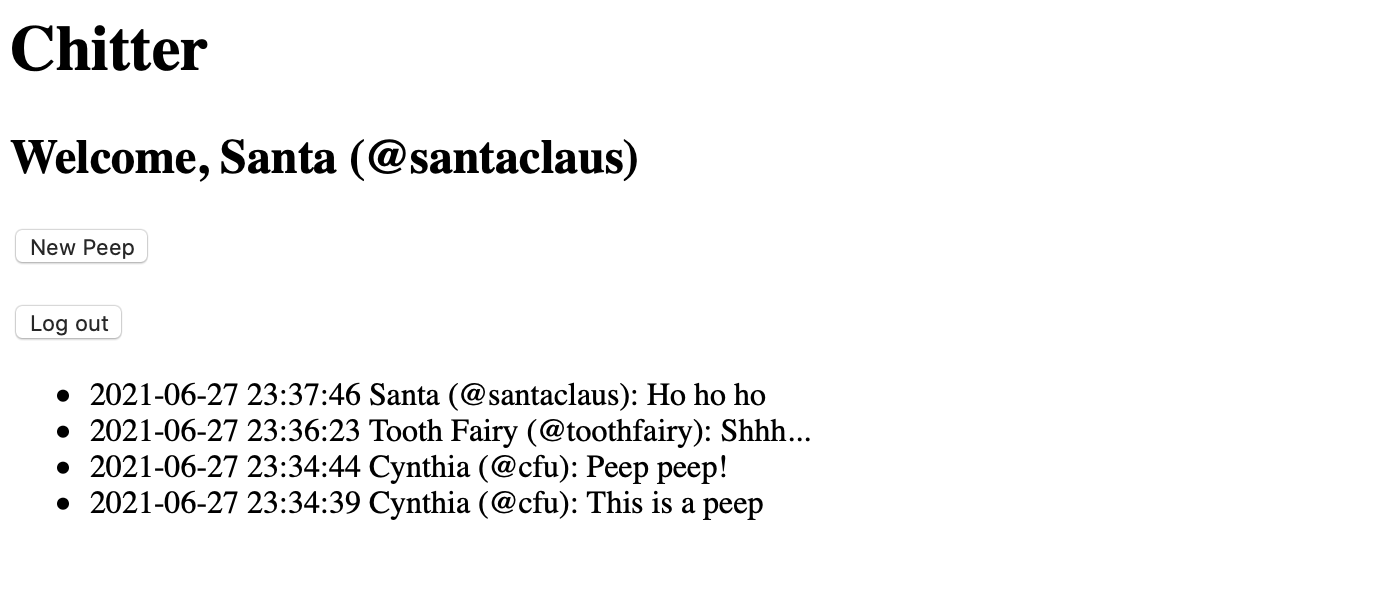 Chitter
Welcome, Santa (@santaclaus)
New Peep
Log out
2021-06-27 23:37:46 Santa (@santaclaus): Ho ho ho
2021-06-27 23:36:23 Tooth Fairy (@toothfairy): Shhh...
2021-06-27 23:34:44 Cynthia (@cfu): Peep peep!
2021-06-27 23:34:39 Cynthia (@cfu): This is a peep